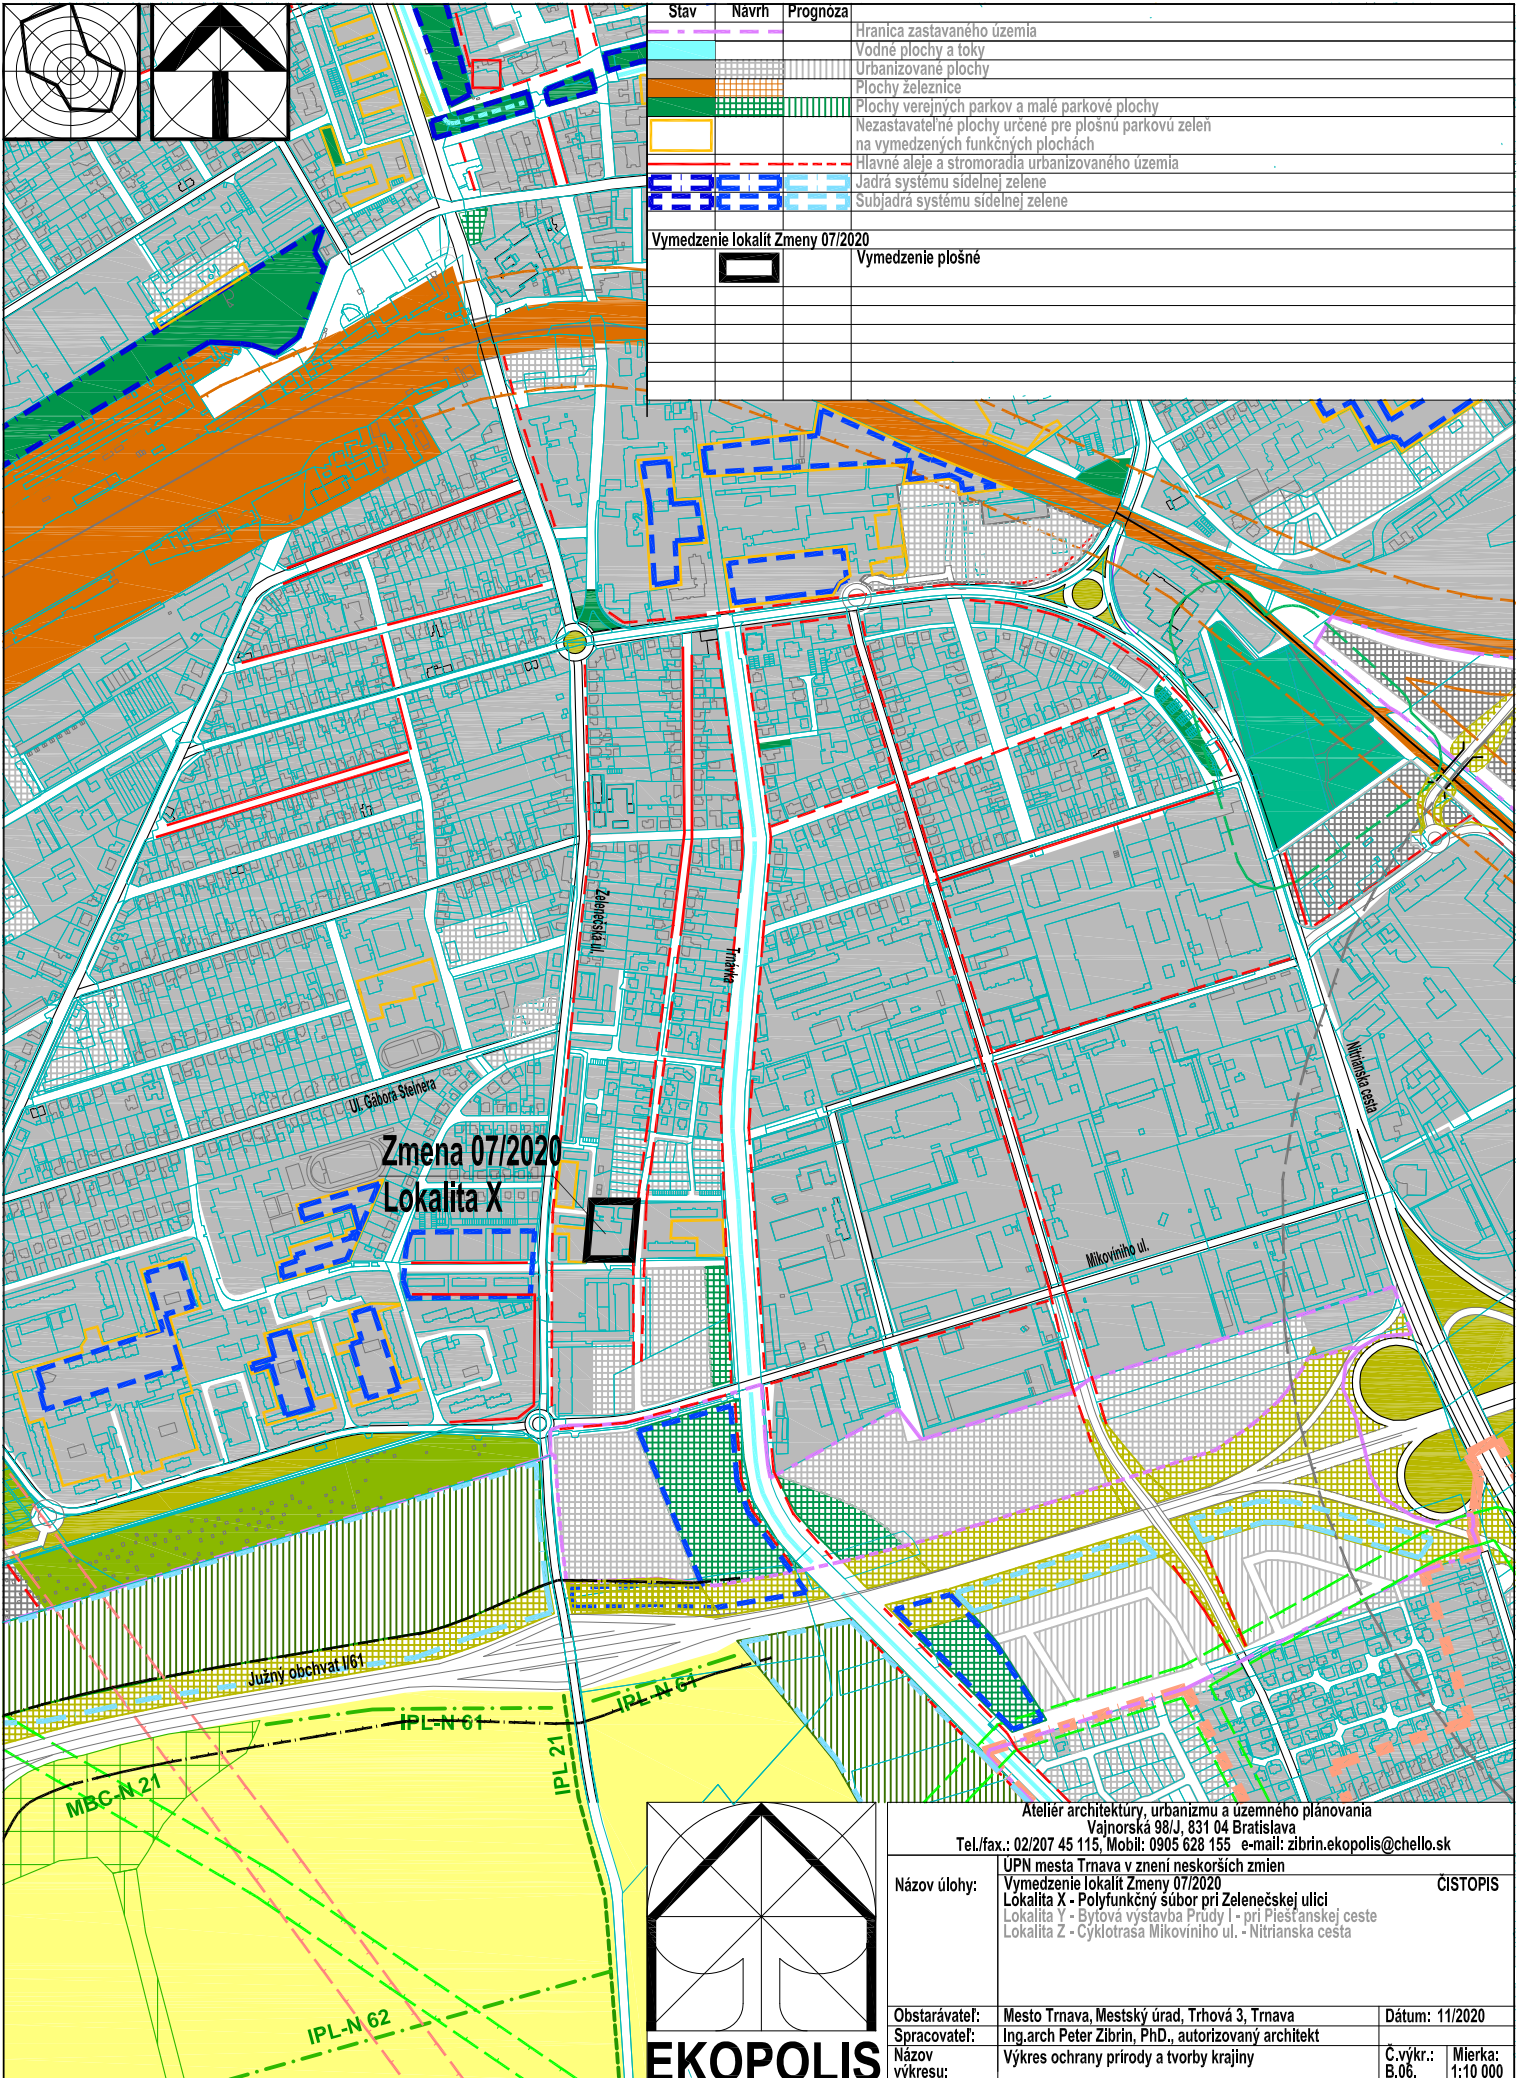 Stav Návrh Prognóza
Hranica zastavaného územia
Vodné plochy a toky
Urbanizované plochy
Plochy železnice
Plochy verejných parkov a malé parkové plochy
Nezastavateľné plochy určené pre plošnú parkovú zeleň
na vymedzených funkčných plochách
Hlavné aleje a stromoradia urbanizovaného územia
Jadrá systému sídelnej zelene
Subjadrá systému sídelnej zelene
Vymedzenie lokalít Zmeny 07/2020
Vymedzenie plošné
Zelenečská ul.
Trnávka
Nitrianska cesta
Ul. Gábora Steinera
Zmena 07/2020
Lokalita X
Mikovíniho ul.
Južný obchvat I/61
IPL-N 61
IPL-N 61
IPL 21
MBC-N 21
IPL-N 62
EKOPOLIS
Ateliér architektúry, urbanizmu a územného plánovania
Vajnorská 98/J, 831 04 Bratislava
Tel./fax.: 02/207 45 115, Mobil: 0905 628 155 e-mail: zibrin.ekopolis@chello.sk
Názov úlohy:
ÚPN mesta Trnava v znení neskorších zmien
Vymedzenie lokalít Zmeny 07/2020 ČISTOPIS
Lokalita X - Polyfunkčný súbor pri Zelenečskej ulici
Lokalita Y - Bytová výstavba Prúdy I - pri Piešťanskej ceste
Lokalita Z - Cyklotrasa Mikovíniho ul. - Nitrianska cesta
Obstarávateľ: Mesto Trnava, Mestský úrad, Trhová 3, Trnava Dátum: 11/2020
Spracovateľ: Ing.arch Peter Zibrin, PhD., autorizovaný architekt
Názov výkresu: Výkres ochrany prírody a tvorby krajiny Č.výkr.: B.06. Mierka: 1:10 000